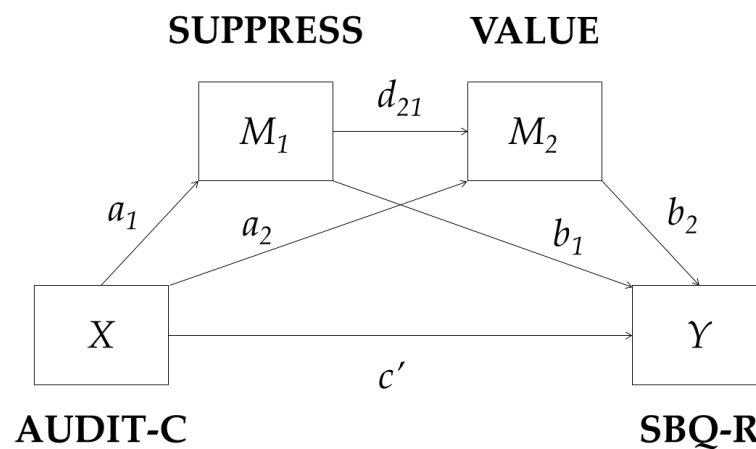 SUPPRESS VALUE
d₂₁
M₁ M₂
a₁ a₂ b₁ b₂
X Y
c′
AUDIT-C SBQ-R